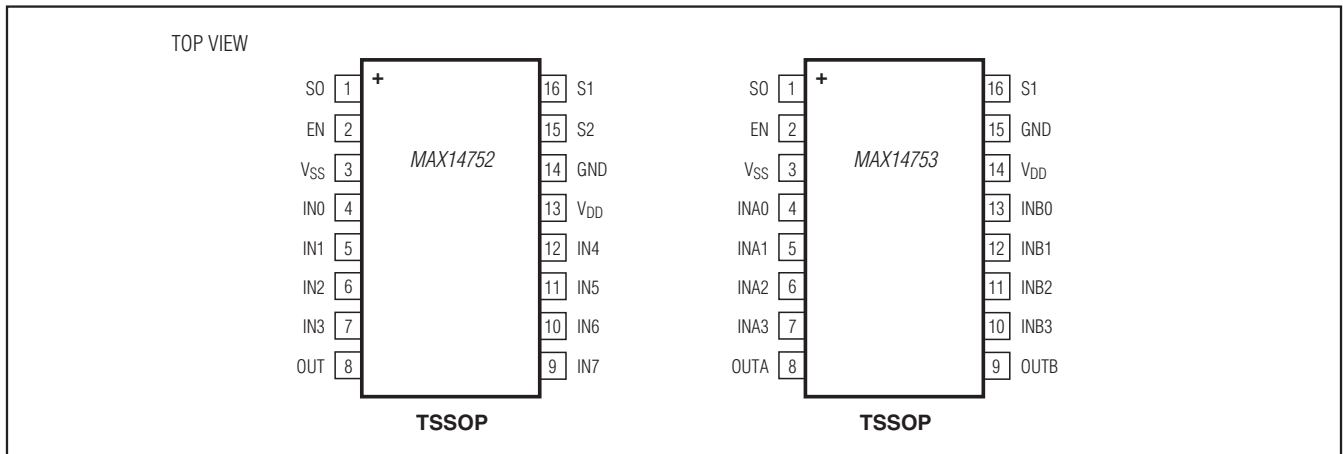 TOP VIEW
SO 1 + 16 S1
EN 2 15 S2
VSS 3 MAX14752 14 GND
IN0 4 13 VDD
IN1 5 12 IN4
IN2 6 11 IN5
IN3 7 10 IN6
OUT 8 9 IN7
TSSOP
SO 1 + 16 S1
EN 2 15 GND
VSS 3 MAX14753 14 VDD
INA0 4 13 INB0
INA1 5 12 INB1
INA2 6 11 INB2
INA3 7 10 INB3
OUTA 8 9 OUTB
TSSOP